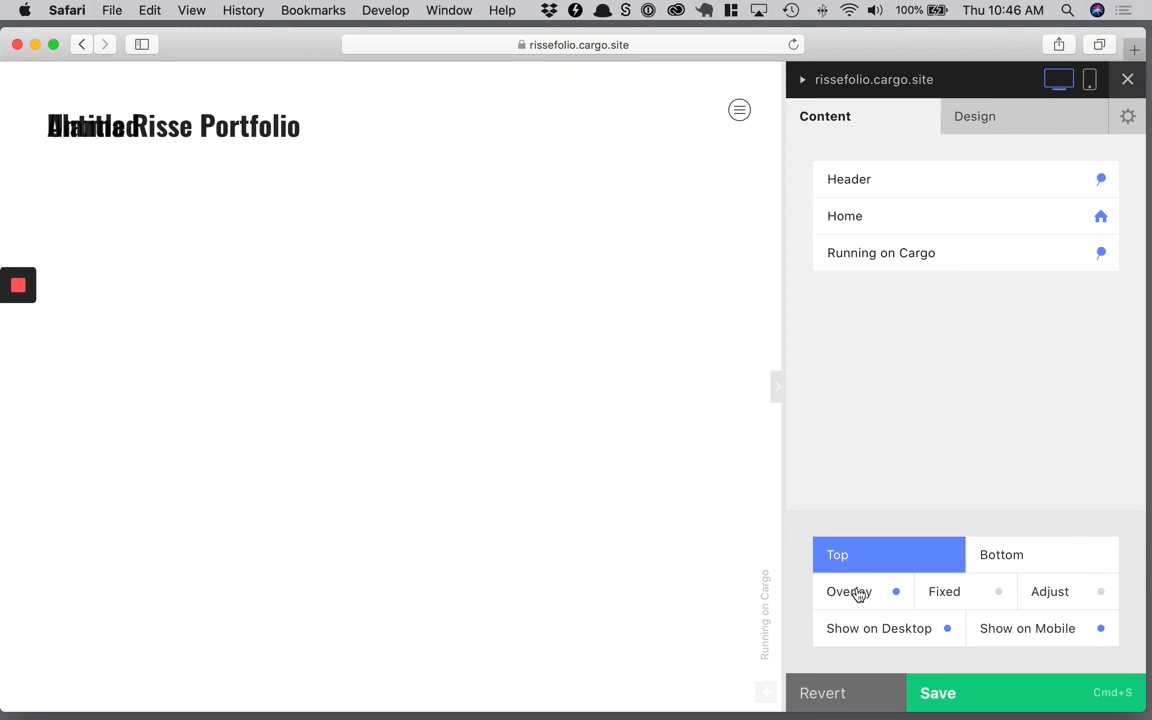 Safari File Edit View History Bookmarks Develop Window Help 100% Thu 10:46 AM
rissefolio.cargo.site
rissefolio.cargo.site
Content Design
Risse Portfolio
Header
Home
Running on Cargo
Top Bottom
Overlay Fixed Adjust
Show on Desktop Show on Mobile
Running on Cargo
Revert Save Cmd+S